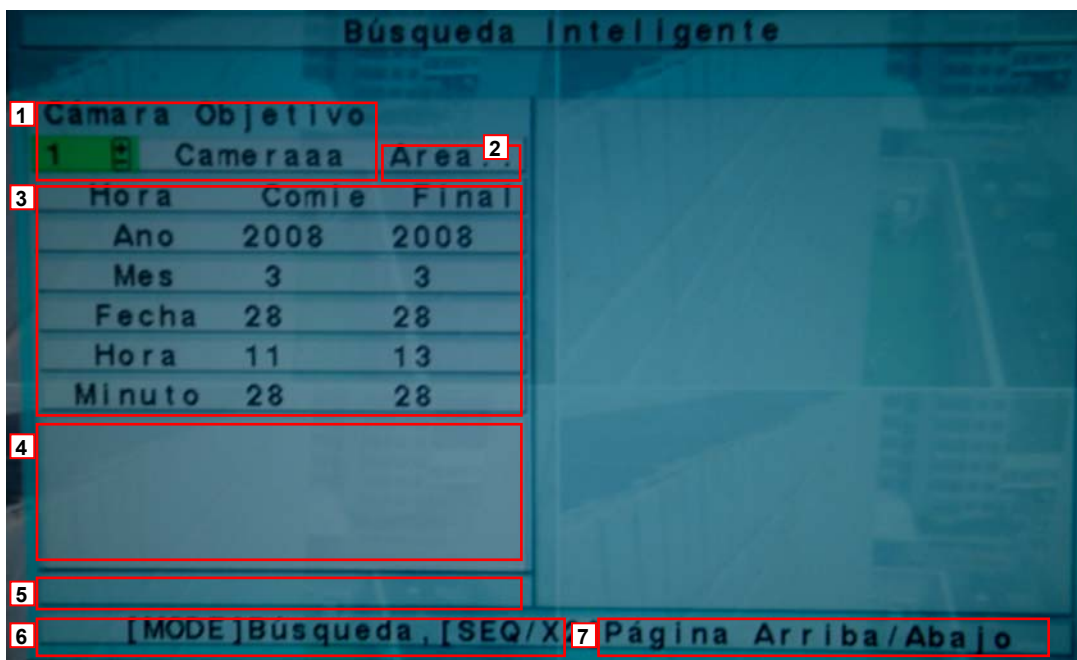 Búsqueda Inteligente
1 Cámara Objetivo
1 Cameraaa Area.. 2
3 Hora Comie Final
Ano 2008 2008
Mes 3 3
Fecha 28 28
Hora 11 13
Minuto 28 28
4
5
6 [MODE]Búsqueda,[SEQ/X 7 Página Arriba/Abajo